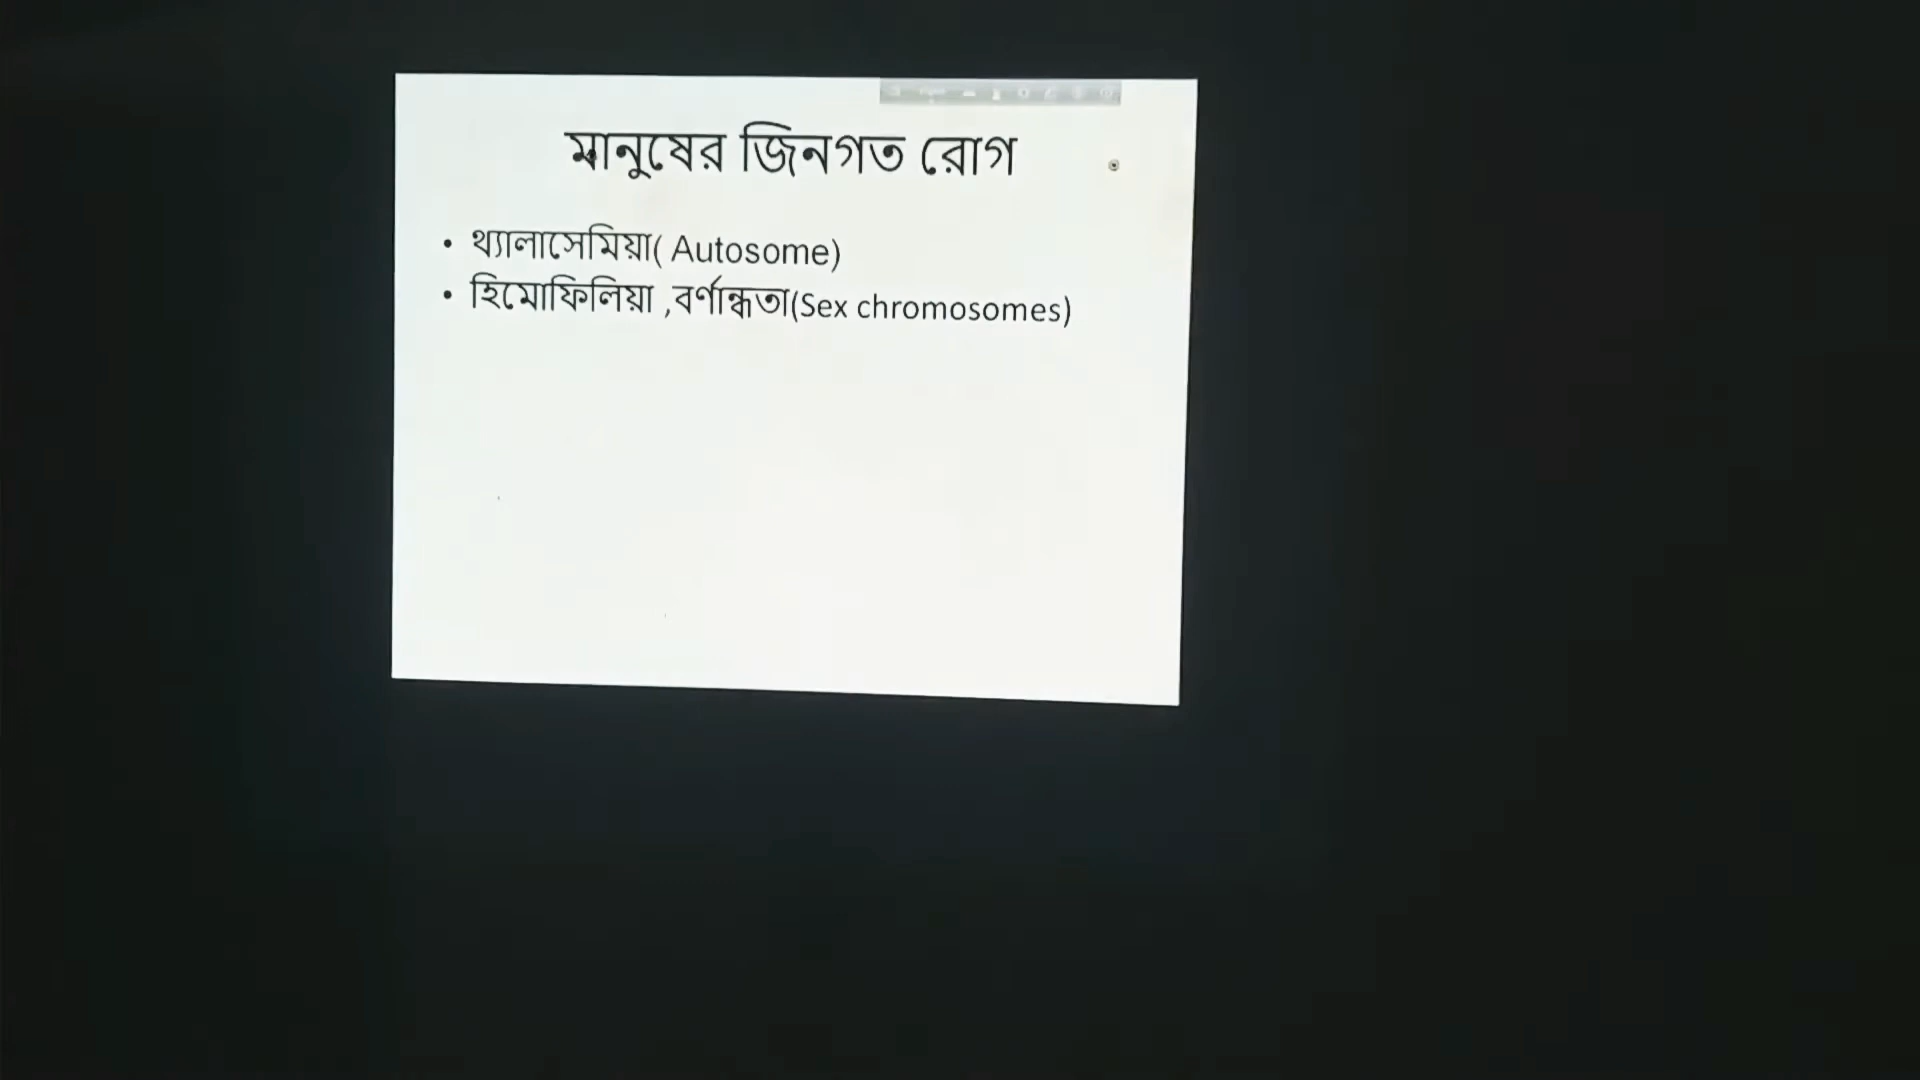 মানুষের জিনগত রোগ
• থ্যালাসেমিয়া( Autosome)
• হিমোফিলিয়া ,বর্ণান্ধতা(Sex chromosomes)